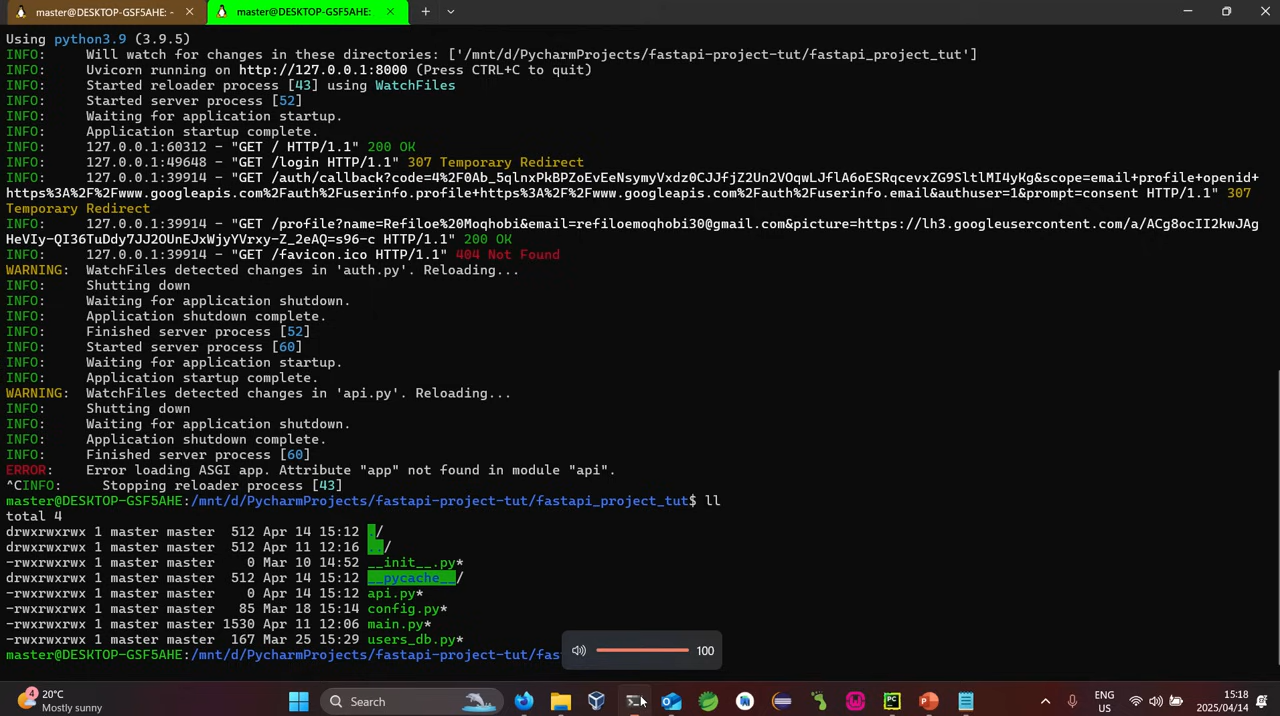 master@DESKTOP-GSF5AHE: -
master@DESKTOP-GSF5AHE:
Using python3.9 (3.9.5)
INFO:     Will watch for changes in these directories: ['/mnt/d/PycharmProjects/fastapi-project-tut/fastapi_project_tut']
INFO:     Uvicorn running on http://127.0.0.1:8000 (Press CTRL+C to quit)
INFO:     Started reloader process [43] using WatchFiles
INFO:     Started server process [52]
INFO:     Waiting for application startup.
INFO:     Application startup complete.
INFO:     127.0.0.1:60312 - "GET / HTTP/1.1" 200 OK
INFO:     127.0.0.1:49648 - "GET /login HTTP/1.1" 307 Temporary Redirect
INFO:     127.0.0.1:39914 - "GET /auth/callback?code=4%2F0Ab_5qlnxPkBPZoEvEeNsymyVxdz0CJJfjZ2Un2VOqwLJflA6oESRqcevxZG9SltlMI4yKg&scope=email+profile+openid+
https%3A%2F%2Fwww.googleapis.com%2Fauth%2Fuserinfo.profile+https%3A%2F%2Fwww.googleapis.com%2Fauth%2Fuserinfo.email&authuser=1&prompt=consent HTTP/1.1" 307
Temporary Redirect
INFO:     127.0.0.1:39914 - "GET /profile?name=Refiloe%20Moqhobi&email=refiloemoqhobi30@gmail.com&picture=https://lh3.googleusercontent.com/a/ACg8ocII2kwJAg
HeVIy-QI36TuDdy7JJ2OUnEJxWjyYVrxy-Z_2eAQ=s96-c HTTP/1.1" 200 OK
INFO:     127.0.0.1:39914 - "GET /favicon.ico HTTP/1.1" 404 Not Found
WARNING:  WatchFiles detected changes in 'auth.py'. Reloading...
INFO:     Shutting down
INFO:     Waiting for application shutdown.
INFO:     Application shutdown complete.
INFO:     Finished server process [52]
INFO:     Started server process [60]
INFO:     Waiting for application startup.
INFO:     Application startup complete.
WARNING:  WatchFiles detected changes in 'api.py'. Reloading...
INFO:     Shutting down
INFO:     Waiting for application shutdown.
INFO:     Application shutdown complete.
INFO:     Finished server process [60]
ERROR:    Error loading ASGI app. Attribute "app" not found in module "api".
^CINFO:     Stopping reloader process [43]
master@DESKTOP-GSF5AHE:/mnt/d/PycharmProjects/fastapi-project-tut/fastapi_project_tut$ ll
total 4
drwxrwxrwx 1 master master  512 Apr 14 15:12 ./
drwxrwxrwx 1 master master  512 Apr 11 12:16 ../
-rwxrwxrwx 1 master master    0 Mar 10 14:52 __init__.py*
drwxrwxrwx 1 master master  512 Apr 14 15:12 __pycache__/
-rwxrwxrwx 1 master master    0 Apr 14 15:12 api.py*
-rwxrwxrwx 1 master master   85 Mar 18 15:14 config.py*
-rwxrwxrwx 1 master master 1530 Apr 11 12:06 main.py*
-rwxrwxrwx 1 master master  167 Mar 25 15:29 users_db.py*
master@DESKTOP-GSF5AHE:/mnt/d/PycharmProjects/fastapi-project-tut/fas
100
4
20°C
Mostly sunny
Search
PC
ENG
US
15:18
2025/04/14